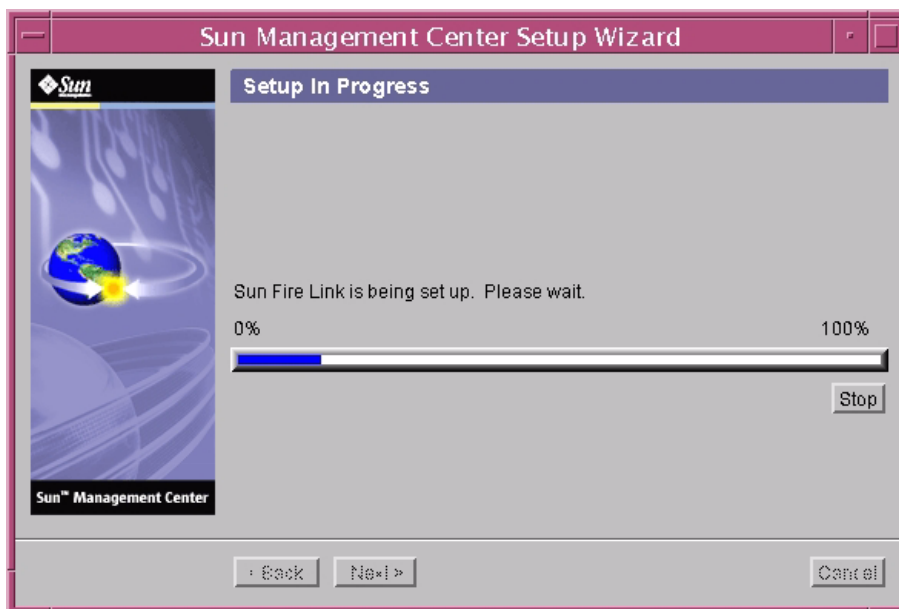 Sun Management Center Setup Wizard
Sun
Setup In Progress
Sun Fire Link is being set up. Please wait.
0% 100%
Stop
Sun™ Management Center
< Back Next > Cancel